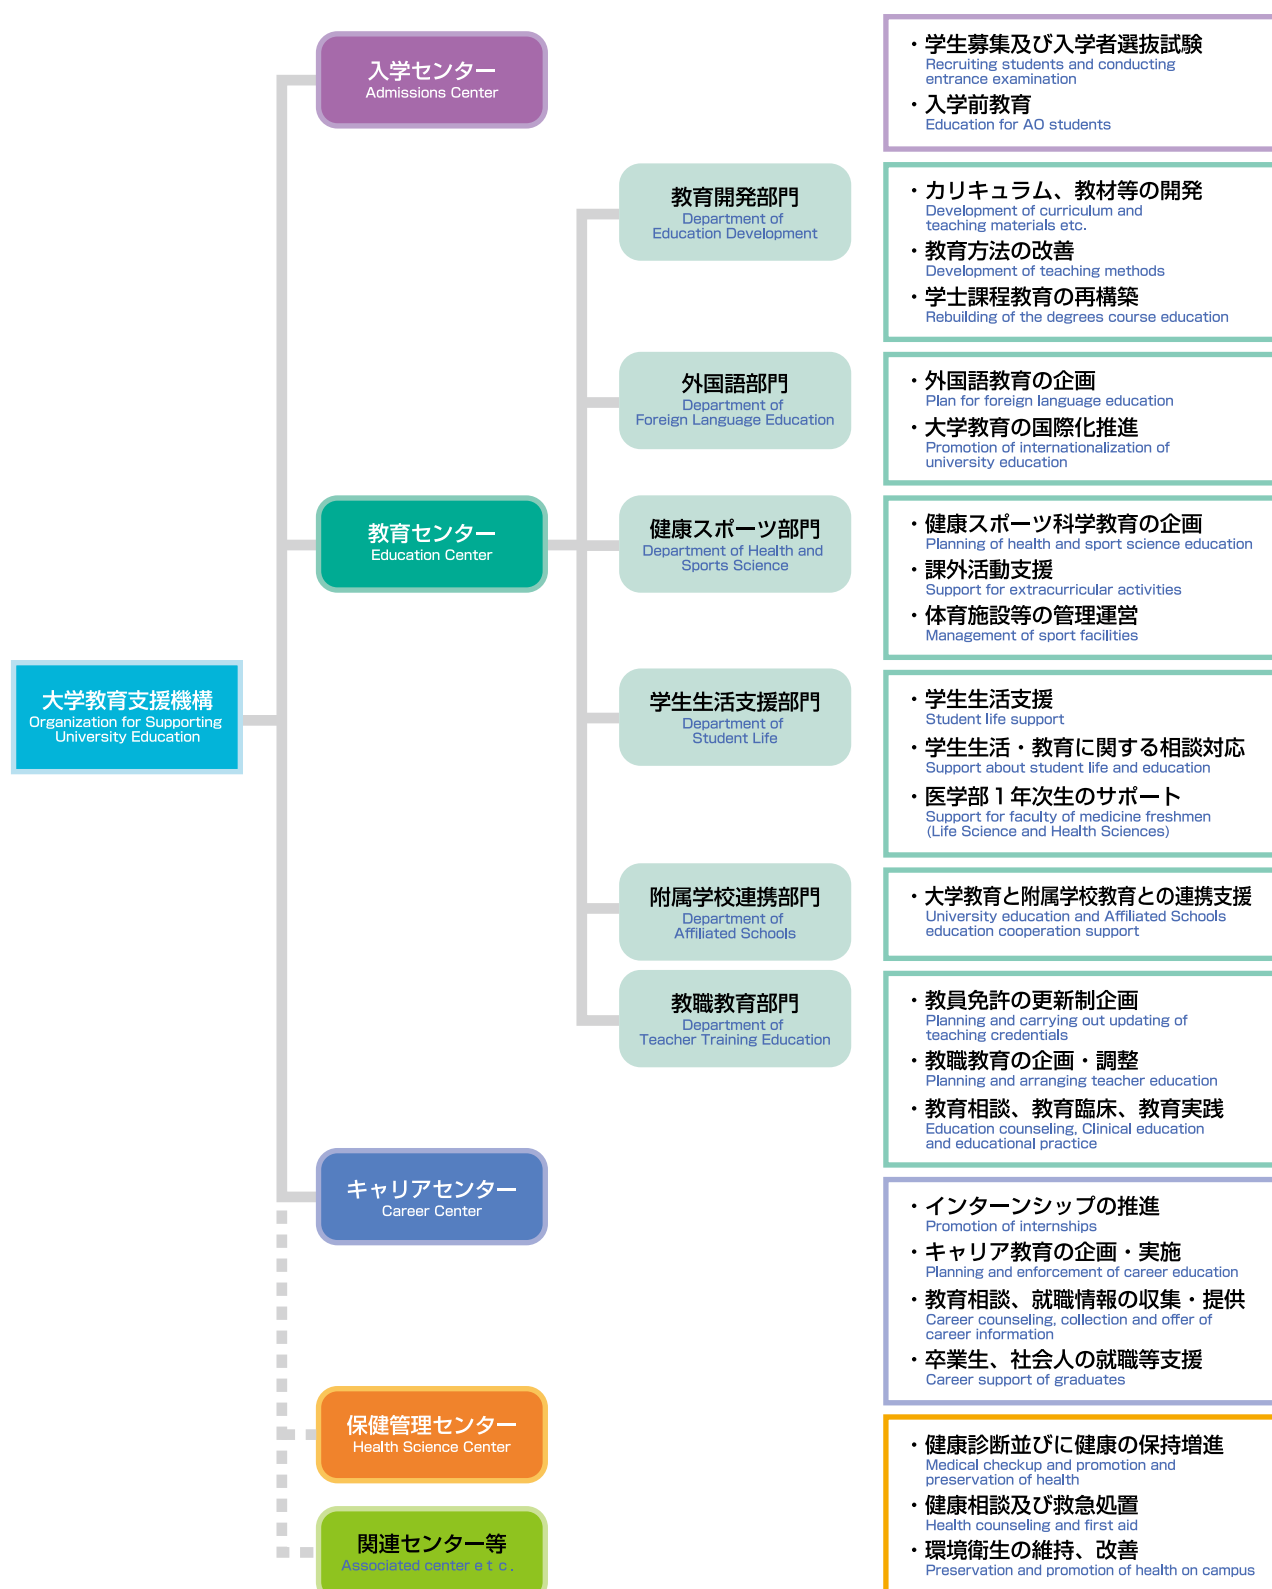 入学センター
Admissions Center
・学生募集及び入学者選抜試験
Recruiting students and conducting
entrance examination
・入学前教育
Education for AO students
教育開発部門
Department of
Education Development
・カリキュラム、教材等の開発
Development of curriculum and
teaching materials etc.
・教育方法の改善
Development of teaching methods
・学士課程教育の再構築
Rebuilding of the degrees course education
外国語部門
Department of
Foreign Language Education
・外国語教育の企画
Plan for foreign language education
・大学教育の国際化推進
Promotion of internationalization of
university education
教育センター
Education Center
健康スポーツ部門
Department of Health and
Sports Science
・健康スポーツ科学教育の企画
Planning of health and sport science education
・課外活動支援
Support for extracurricular activities
・体育施設等の管理運営
Management of sport facilities
大学教育支援機構
Organization for Supporting
University Education
学生生活支援部門
Department of
Student Life
・学生生活支援
Student life support
・学生生活・教育に関する相談対応
Support about student life and education
・医学部１年次生のサポート
Support for faculty of medicine freshmen
(Life Science and Health Sciences)
附属学校連携部門
Department of
Affiliated Schools
・大学教育と附属学校教育との連携支援
University education and Affiliated Schools
education cooperation support
教職教育部門
Department of
Teacher Training Education
・教員免許の更新制企画
Planning and carrying out updating of
teaching credentials
・教職教育の企画・調整
Planning and arranging teacher education
・教育相談、教育臨床、教育実践
Education counseling, Clinical education
and educational practice
キャリアセンター
Career Center
・インターンシップの推進
Promotion of internships
・キャリア教育の企画・実施
Planning and enforcement of career education
・教育相談、就職情報の収集・提供
Career counseling, collection and offer of
career information
・卒業生、社会人の就職等支援
Career support of graduates
保健管理センター
Health Science Center
・健康診断並びに健康の保持増進
Medical checkup and promotion and
preservation of health
・健康相談及び救急処置
Health counseling and first aid
・環境衛生の維持、改善
Preservation and promotion of health on campus
関連センター等
Associated center e t c .